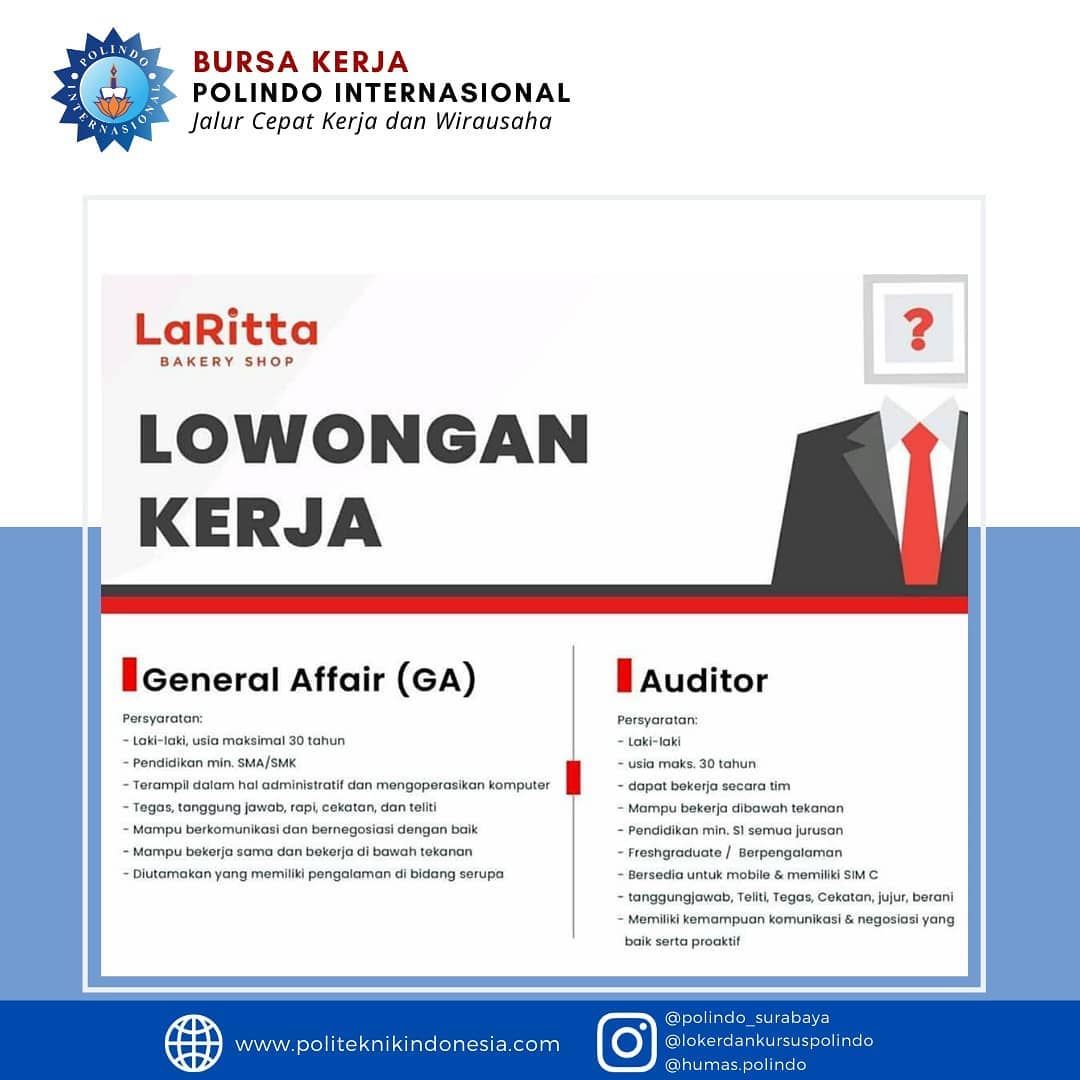 POLINDO INTERNASIONAL
BURSA KERJA
POLINDO INTERNASIONAL
Jalur Cepat Kerja dan Wirausaha
LaRitta
BAKERY SHOP
?
LOWONGAN
KERJA
General Affair (GA)
Persyaratan:
- Laki-laki, usia maksimal 30 tahun
- Pendidikan min. SMA/SMK
- Terampil dalam hal administratif dan mengoperasikan komputer
- Tegas, tanggung jawab, rapi, cekatan, dan teliti
- Mampu berkomunikasi dan bernegosiasi dengan baik
- Mampu bekerja sama dan bekerja di bawah tekanan
- Diutamakan yang memiliki pengalaman di bidang serupa
Auditor
Persyaratan:
- Laki-laki
- usia maks. 30 tahun
- dapat bekerja secara tim
- Mampu bekerja dibawah tekanan
- Pendidikan min. S1 semua jurusan
- Freshgraduate / Berpengalaman
- Bersedia untuk mobile & memiliki SIM C
- tanggungjawab, Teliti, Tegas, Cekatan, jujur, berani
- Memiliki kemampuan komunikasi & negosiasi yang
baik serta proaktif
www.politeknikindonesia.com
@polindo_surabaya
@lokerdankursuspolindo
@humas.polindo